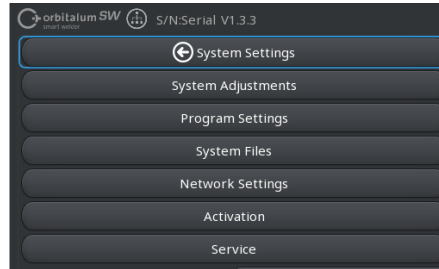 orbitalum SW S/N:Serial V1.3.3
smart welder
System Settings
System Adjustments
Program Settings
System Files
Network Settings
Activation
Service